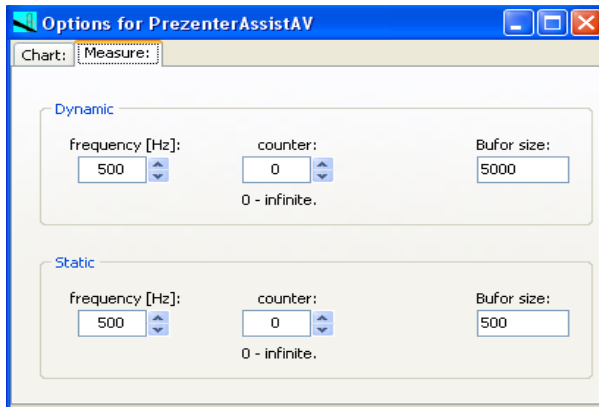 Options for PrezenterAssistAV
Chart: Measure:
Dynamic
frequency [Hz]: counter: Bufor size:
500 0 5000
0 - infinite.
Static
frequency [Hz]: counter: Bufor size:
500 0 500
0 - infinite.